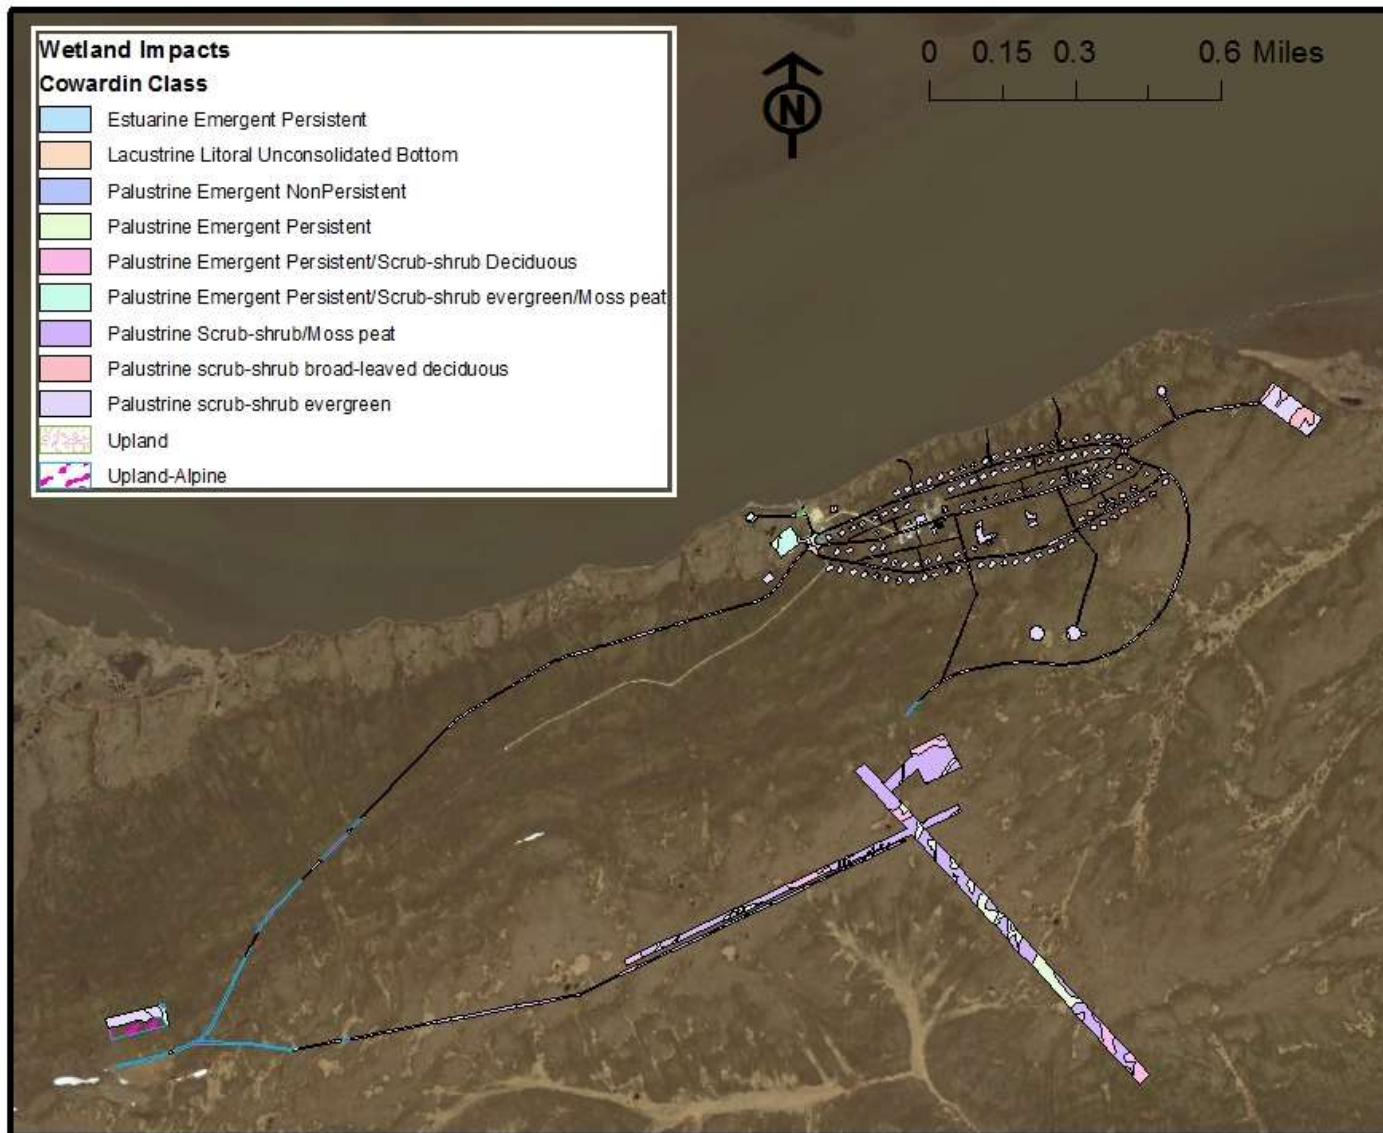 Wetland Impacts
Cowardin Class
Estuarine Emergent Persistent
Lacustrine Litoral Unconsolidated Bottom
Palustrine Emergent NonPersistent
Palustrine Emergent Persistent
Palustrine Emergent Persistent/Scrub-shrub Deciduous
Palustrine Emergent Persistent/Scrub-shrub evergreen/Moss peat
Palustrine Scrub-shrub/Moss peat
Palustrine scrub-shrub broad-leaved deciduous
Palustrine scrub-shrub evergreen
Upland
Upland-Alpine
N
0 0.15 0.3 0.6 Miles